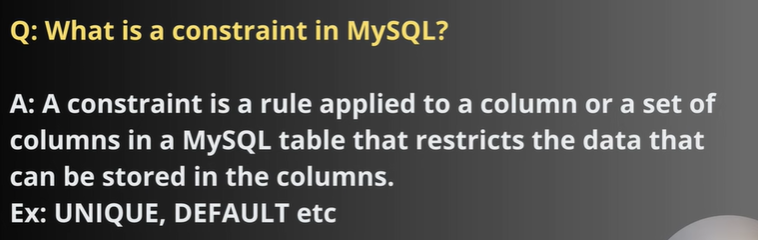 Q: What is a constraint in MySQL?
A: A constraint is a rule applied to a column or a set of
columns in a MySQL table that restricts the data that
can be stored in the columns.
Ex: UNIQUE, DEFAULT etc